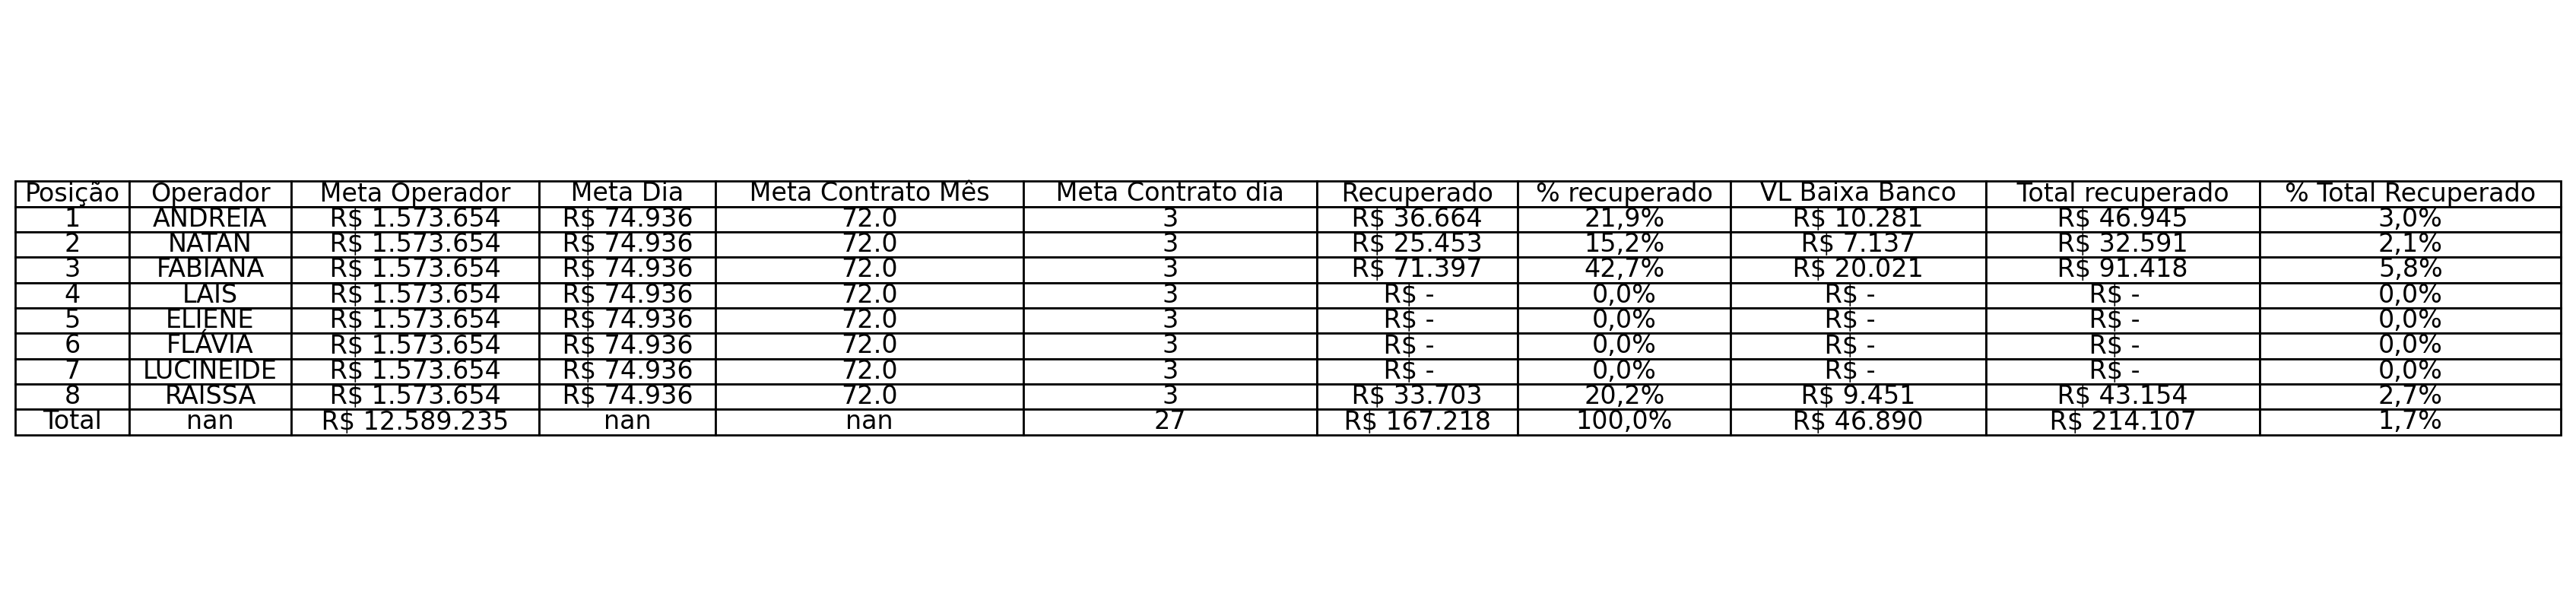 Posição Operador Meta Operador Meta Dia Meta Contrato Mês Meta Contrato dia Recuperado % recuperado VL Baixa Banco Total recuperado % Total Recuperado
1 ANDREIA R$ 1.573.654 R$ 74.936 72.0 3 R$ 36.664 21,9% R$ 10.281 R$ 46.945 3,0%
2 NATAN R$ 1.573.654 R$ 74.936 72.0 3 R$ 25.453 15,2% R$ 7.137 R$ 32.591 2,1%
3 FABIANA R$ 1.573.654 R$ 74.936 72.0 3 R$ 71.397 42,7% R$ 20.021 R$ 91.418 5,8%
4 LAIS R$ 1.573.654 R$ 74.936 72.0 3 R$ - 0,0% R$ - R$ - 0,0%
5 ELIENE R$ 1.573.654 R$ 74.936 72.0 3 R$ - 0,0% R$ - R$ - 0,0%
6 FLÁVIA R$ 1.573.654 R$ 74.936 72.0 3 R$ - 0,0% R$ - R$ - 0,0%
7 LUCINEIDE R$ 1.573.654 R$ 74.936 72.0 3 R$ - 0,0% R$ - R$ - 0,0%
8 RAISSA R$ 1.573.654 R$ 74.936 72.0 3 R$ 33.703 20,2% R$ 9.451 R$ 43.154 2,7%
Total nan R$ 12.589.235 nan nan 27 R$ 167.218 100,0% R$ 46.890 R$ 214.107 1,7%